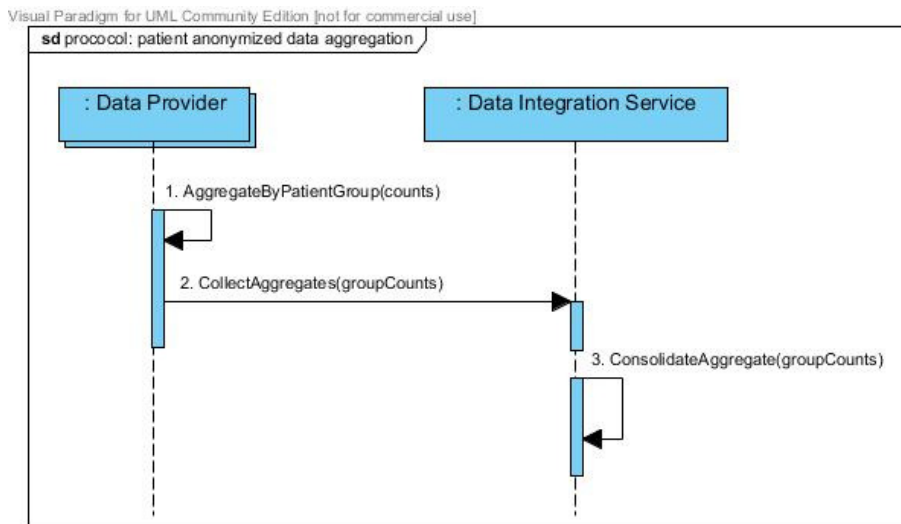 Visual Paradigm for UML Community Edition [not for commercial use]
sd prococol: patient anonymized data aggregation
: Data Provider
: Data Integration Service
1. AggregateByPatientGroup(counts)
2. CollectAggregates(groupCounts)
3. ConsolidateAggregate(groupCounts)